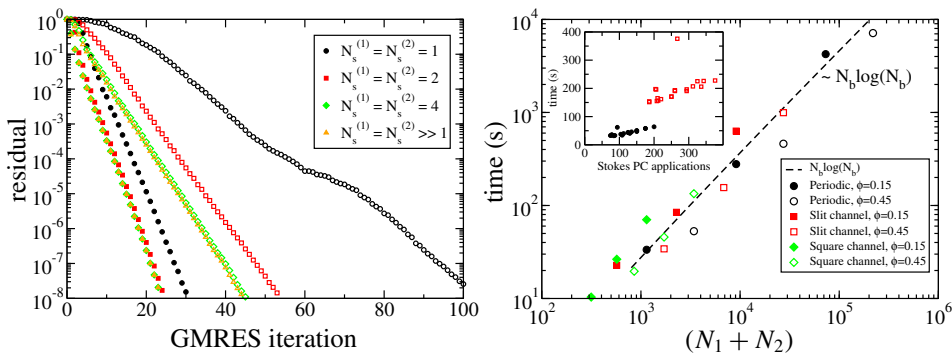 residual
10^0
10^-1
10^-2
10^-3
10^-4
10^-5
10^-6
10^-7
10^-8
0 20 40 60 80 100
GMRES iteration
N_s^(1) = N_s^(2) = 1
N_s^(1) = N_s^(2) = 2
N_s^(1) = N_s^(2) = 4
N_s^(1) = N_s^(2) >> 1
time (s)
10^4
10^3
10^2
10^1
10^2 10^3 10^4 10^5 10^6
(N_1 + N_2)
~ N_b log(N_b)
time (s)
400
300
200
100
0
0 100 200 300
Stokes PC applications
N_b log(N_b)
Periodic, ϕ=0.15
Periodic, ϕ=0.45
Slit channel, ϕ=0.15
Slit channel, ϕ=0.45
Square channel, ϕ=0.15
Square channel, ϕ=0.45